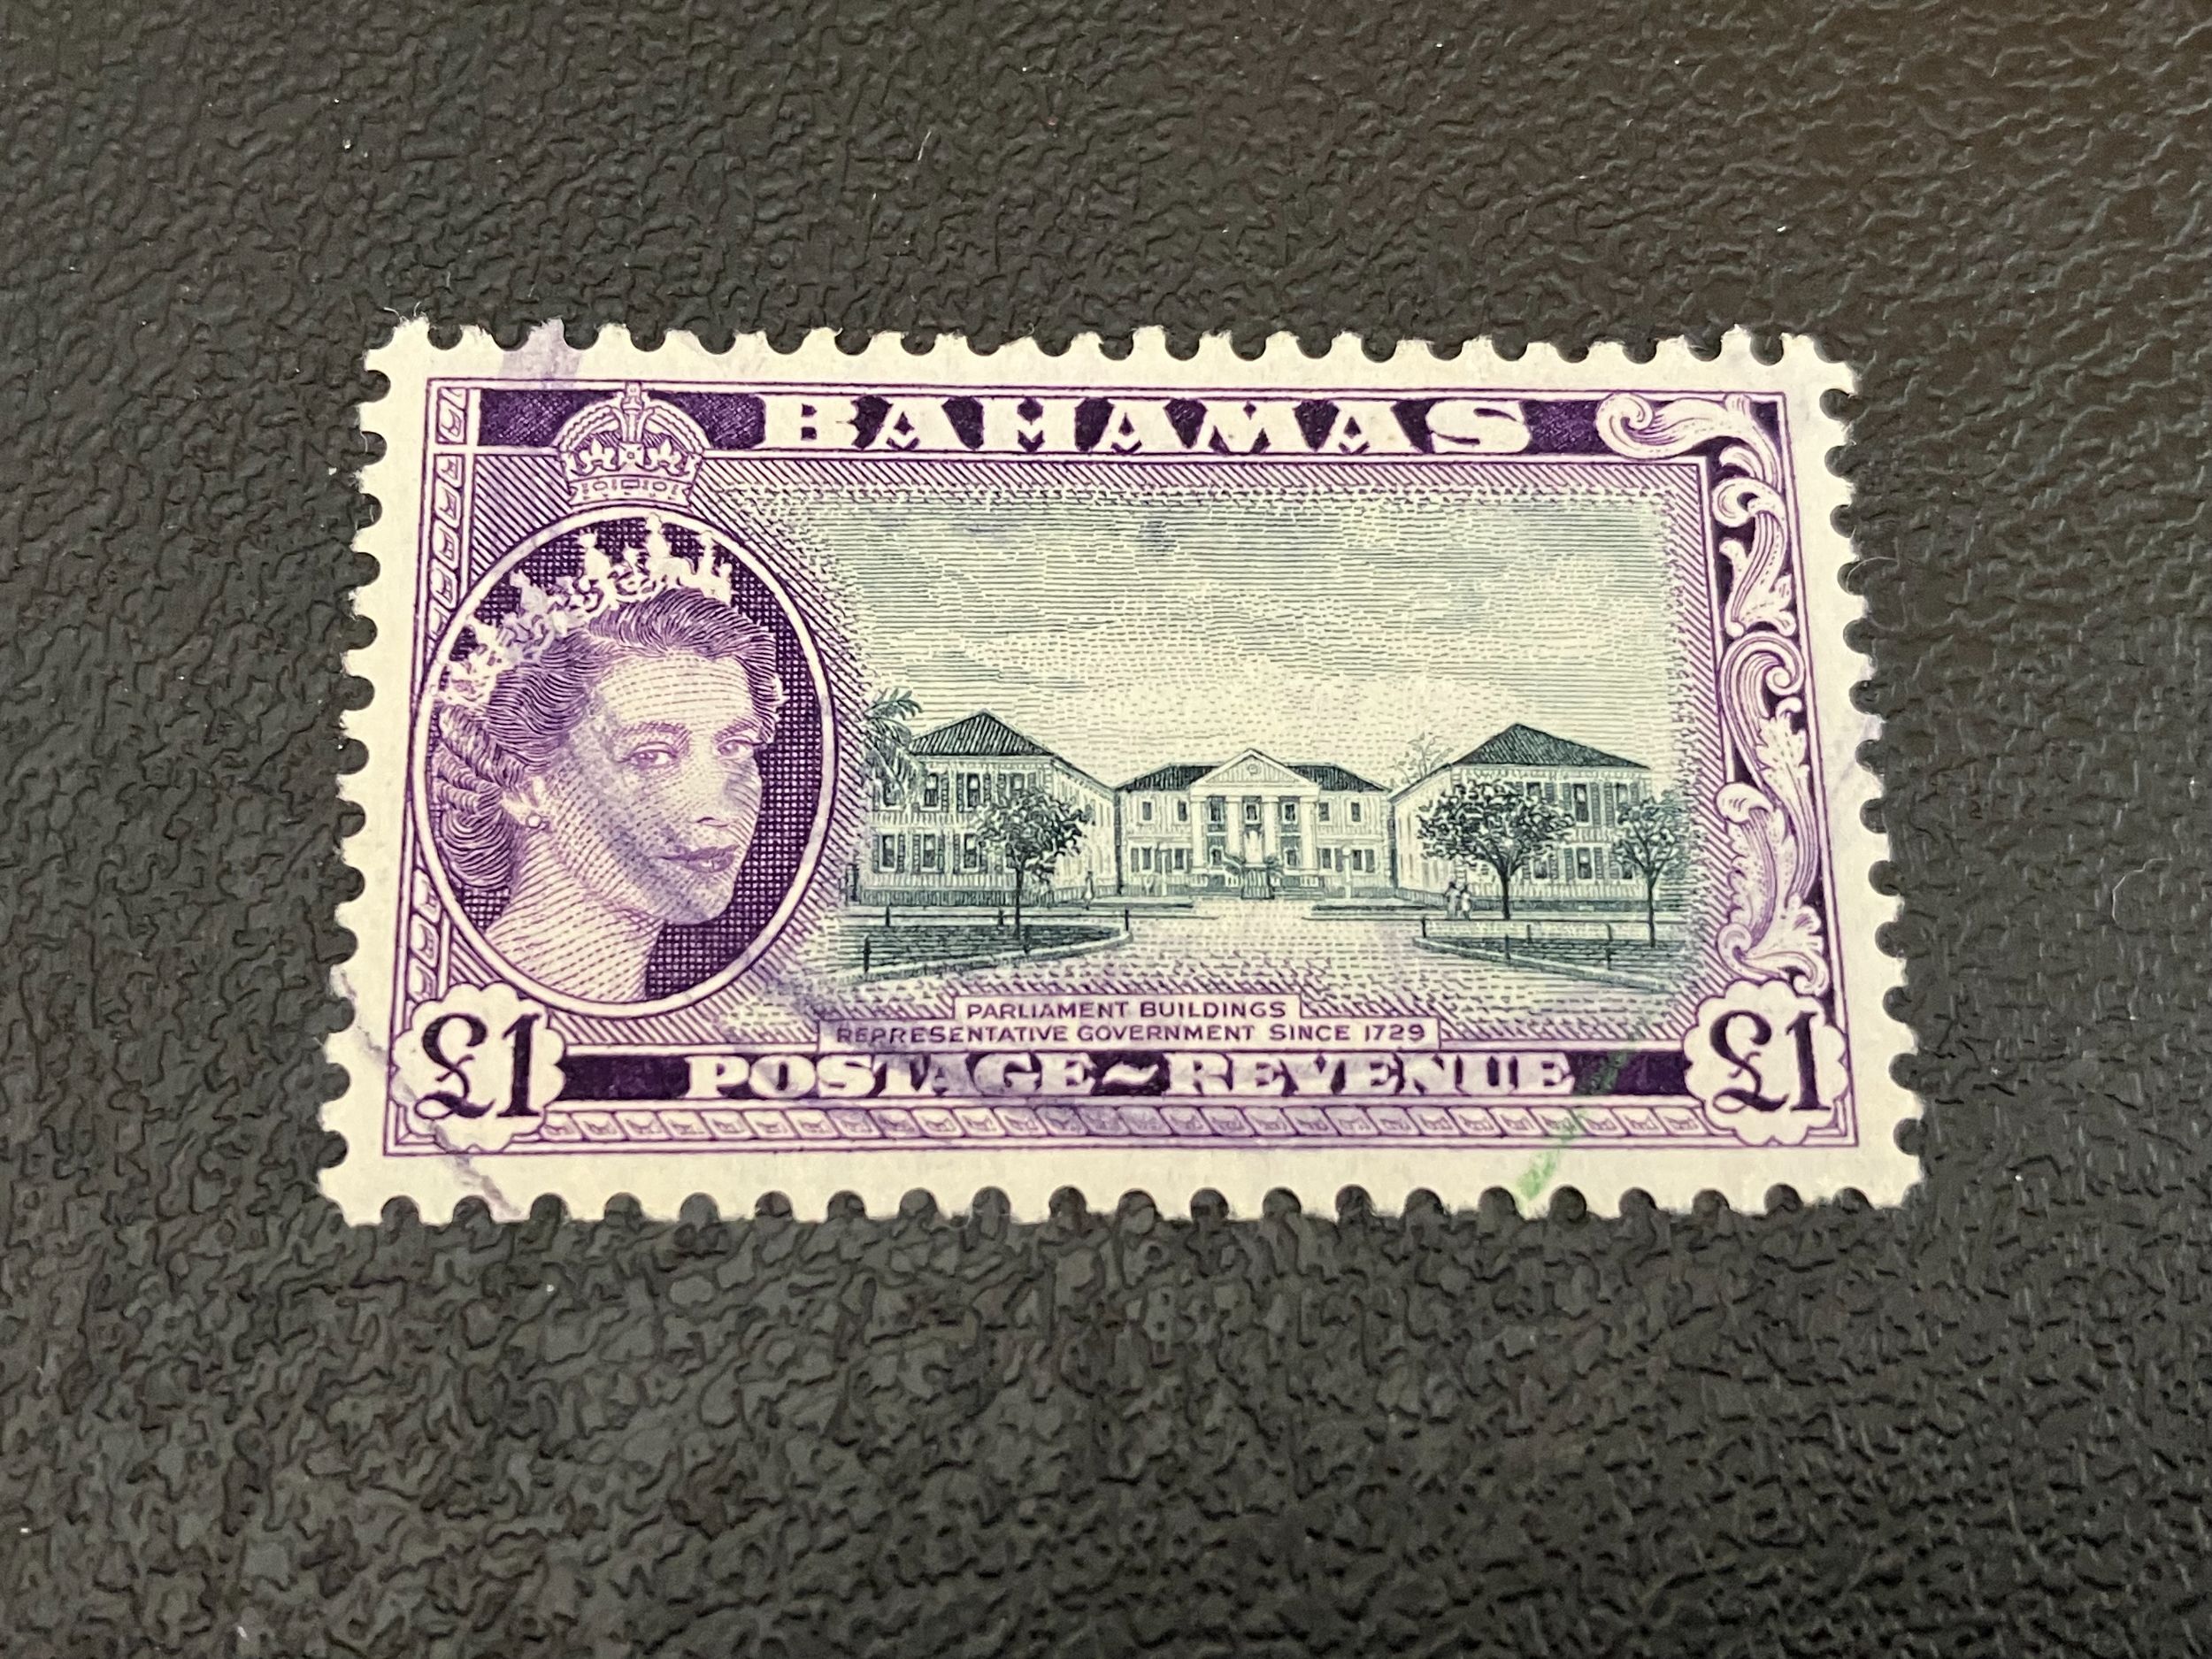 BAHAMAS
PARLIAMENT BUILDINGS
REPRESENTATIVE GOVERNMENT SINCE 1729
£1 POSTAGE~REVENUE £1